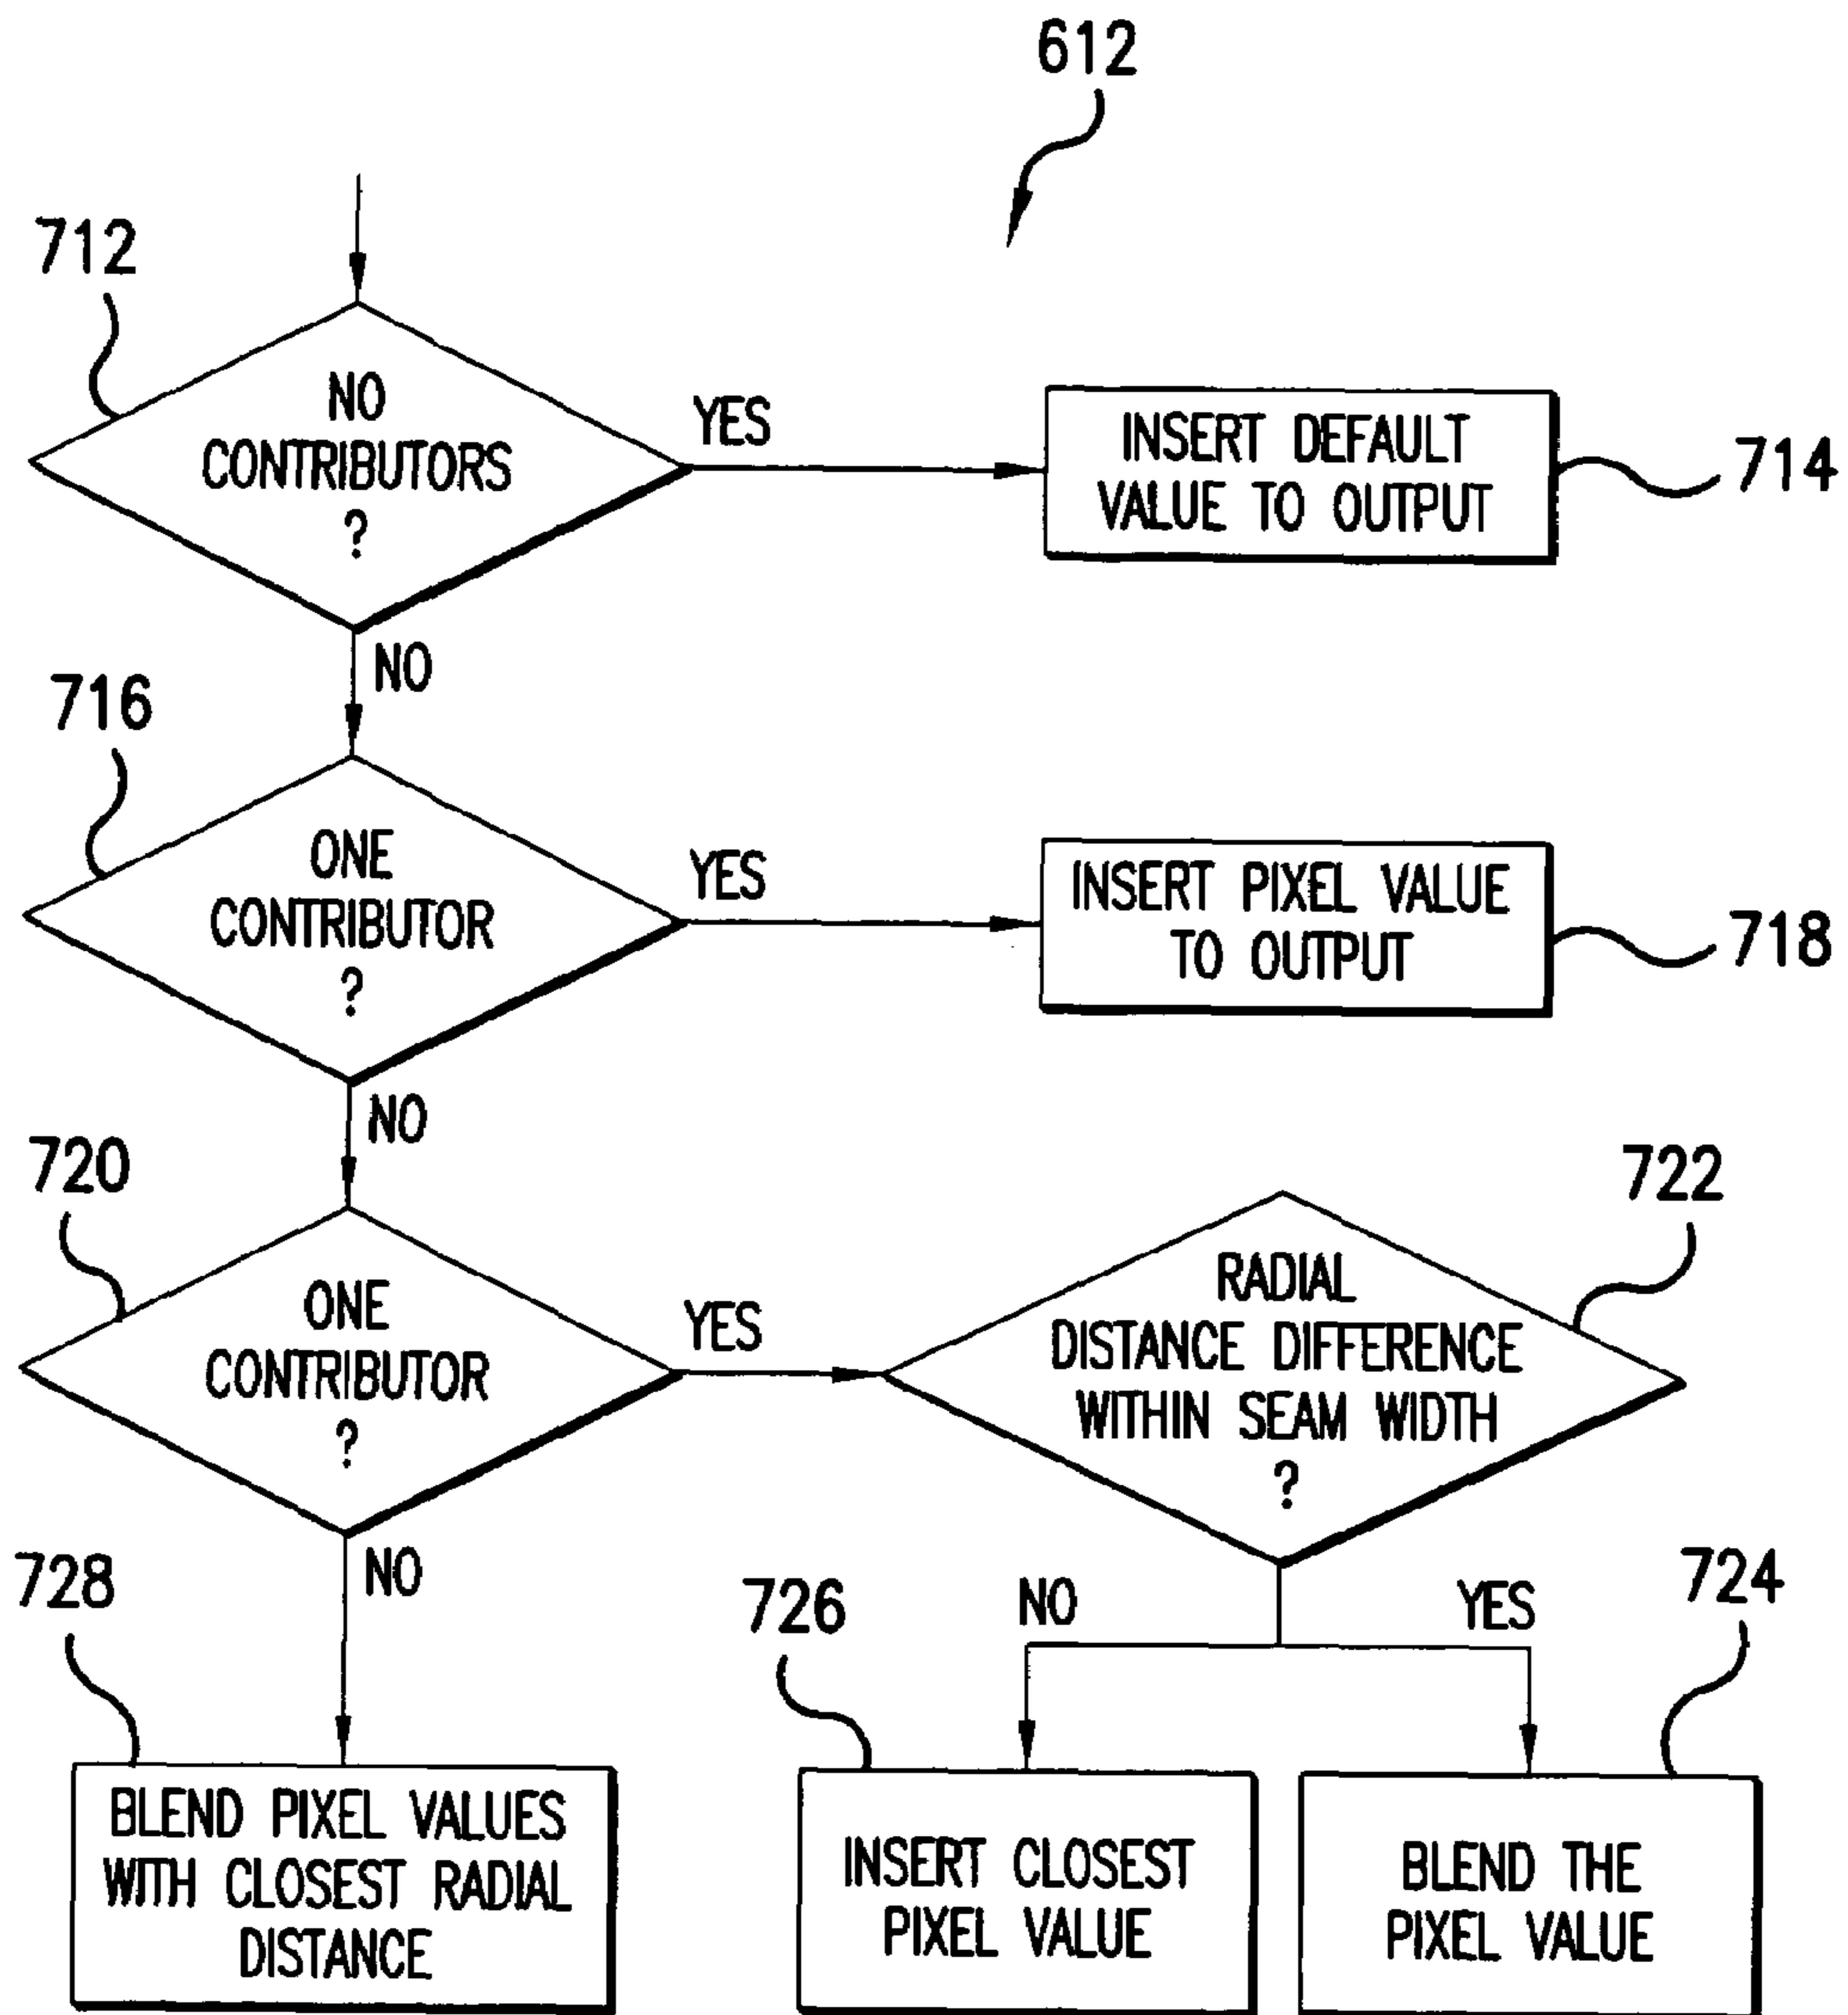 612
712
NO
CONTRIBUTORS
?
YES
INSERT DEFAULT
VALUE TO OUTPUT
714
NO
716
ONE
CONTRIBUTOR
?
YES
INSERT PIXEL VALUE
TO OUTPUT
718
NO
720
ONE
CONTRIBUTOR
?
YES
722
RADIAL
DISTANCE DIFFERENCE
WITHIN SEAM WIDTH
?
NO
728
BLEND PIXEL VALUES
WITH CLOSEST RADIAL
DISTANCE
NO
726
INSERT CLOSEST
PIXEL VALUE
YES
724
BLEND THE
PIXEL VALUE